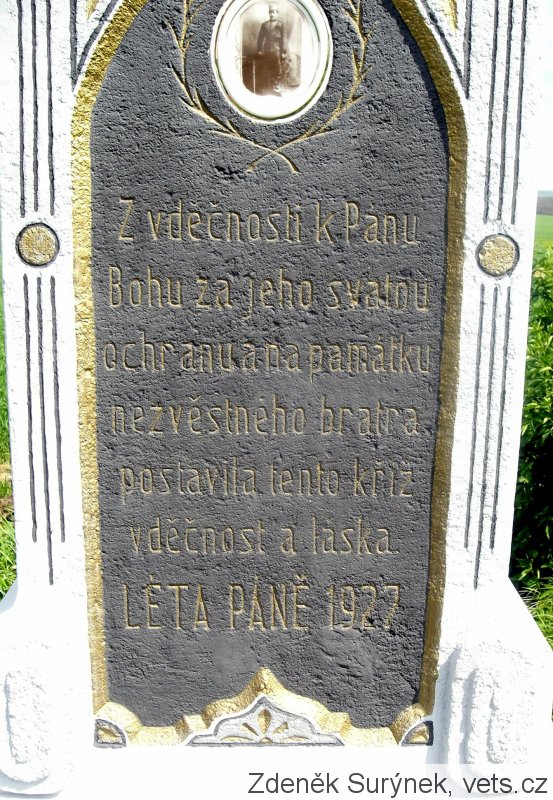 Z vděčnosti k Pánu
Bohu za jeho svatou
ochranu a na památku
nezvěstného bratra
postavila tento kříž
vděčnost a láska.
LÉTA PÁNĚ 1927
Zdeněk Surýnek, vets.cz